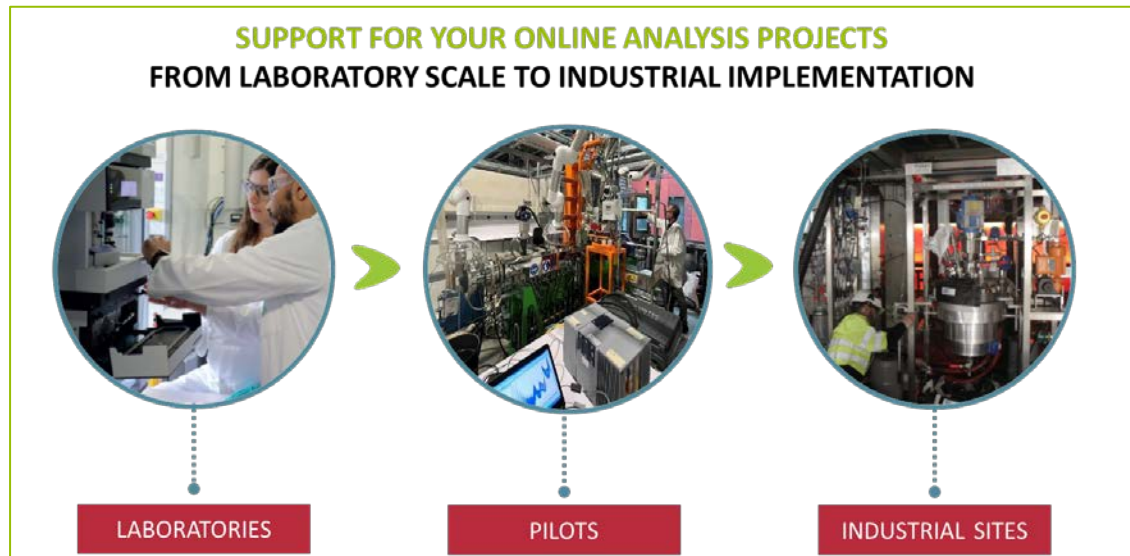 SUPPORT FOR YOUR ONLINE ANALYSIS PROJECTS
FROM LABORATORY SCALE TO INDUSTRIAL IMPLEMENTATION
LABORATORIES
PILOTS
INDUSTRIAL SITES